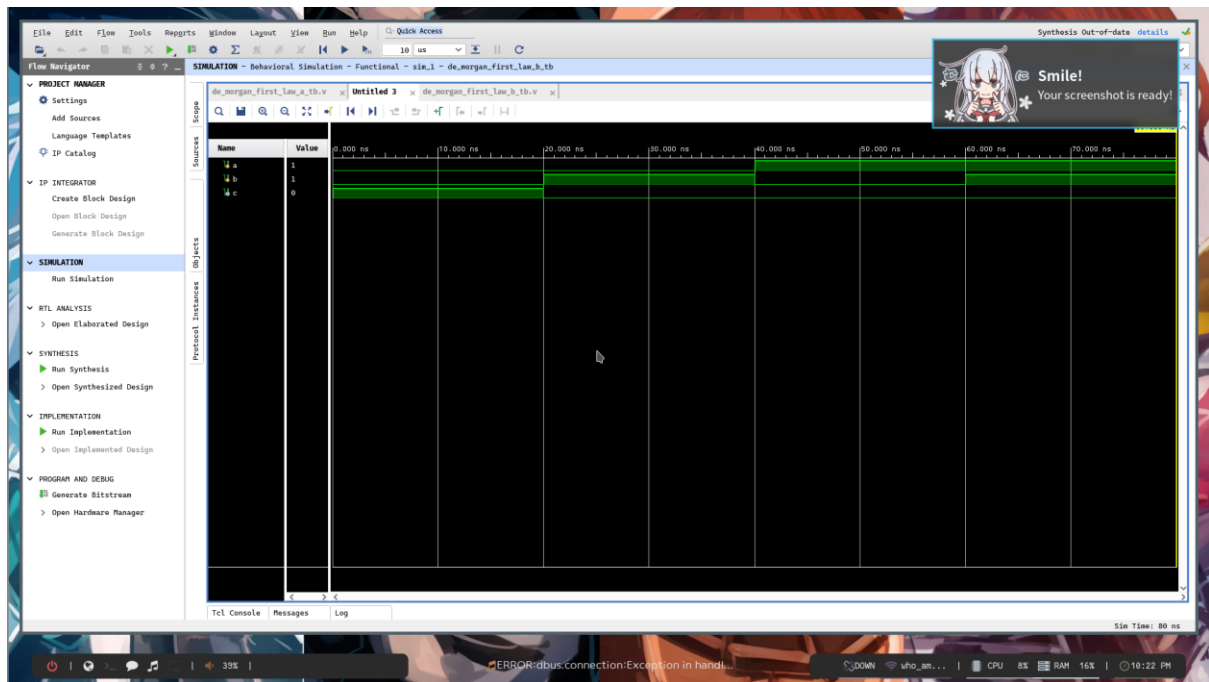 File Edit Flow Tools Reports Window Layout View Run Help Quick Access
Synthesis Out-of-date details
10 us
Smile!
Your screenshot is ready!
Flow Navigator
SIMULATION - Behavioral Simulation - Functional - sim_1 - de_morgan_first_law_b_tb
PROJECT MANAGER
Settings
Add Sources
Language Templates
IP Catalog
IP INTEGRATOR
Create Block Design
Open Block Design
Generate Block Design
SIMULATION
Run Simulation
RTL ANALYSIS
Open Elaborated Design
SYNTHESIS
Run Synthesis
Open Synthesized Design
IMPLEMENTATION
Run Implementation
Open Implemented Design
PROGRAM AND DEBUG
Generate Bitstream
Open Hardware Manager
Scope
Sources
Objects
Protocol Instances
de_morgan_first_law_a_tb.v Untitled 3 de_morgan_first_law_b_tb.v
Name Value 0.000 ns 10.000 ns 20.000 ns 30.000 ns 40.000 ns 50.000 ns 60.000 ns 70.000 ns
a 1
b 1
c 0
Tcl Console Messages Log
Sim Time: 80 ns
39% ERROR:dbus.connection:Exception in handl... DOWN who_am... CPU 8% RAM 16% 10:22 PM